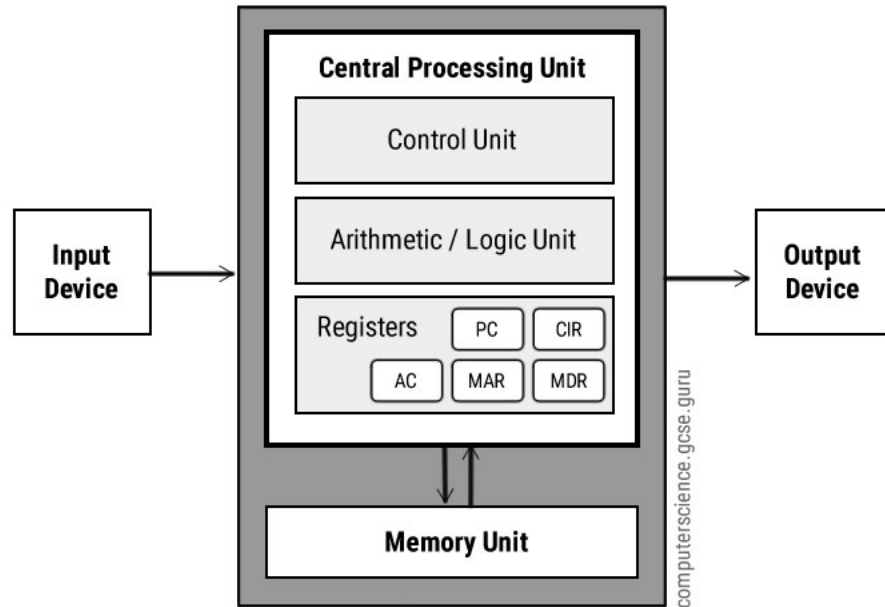 Central Processing Unit
Control Unit
Arithmetic / Logic Unit
Registers
PC
CIR
AC
MAR
MDR
Input
Device
Output
Device
Memory Unit
computerscience.gcse.guru